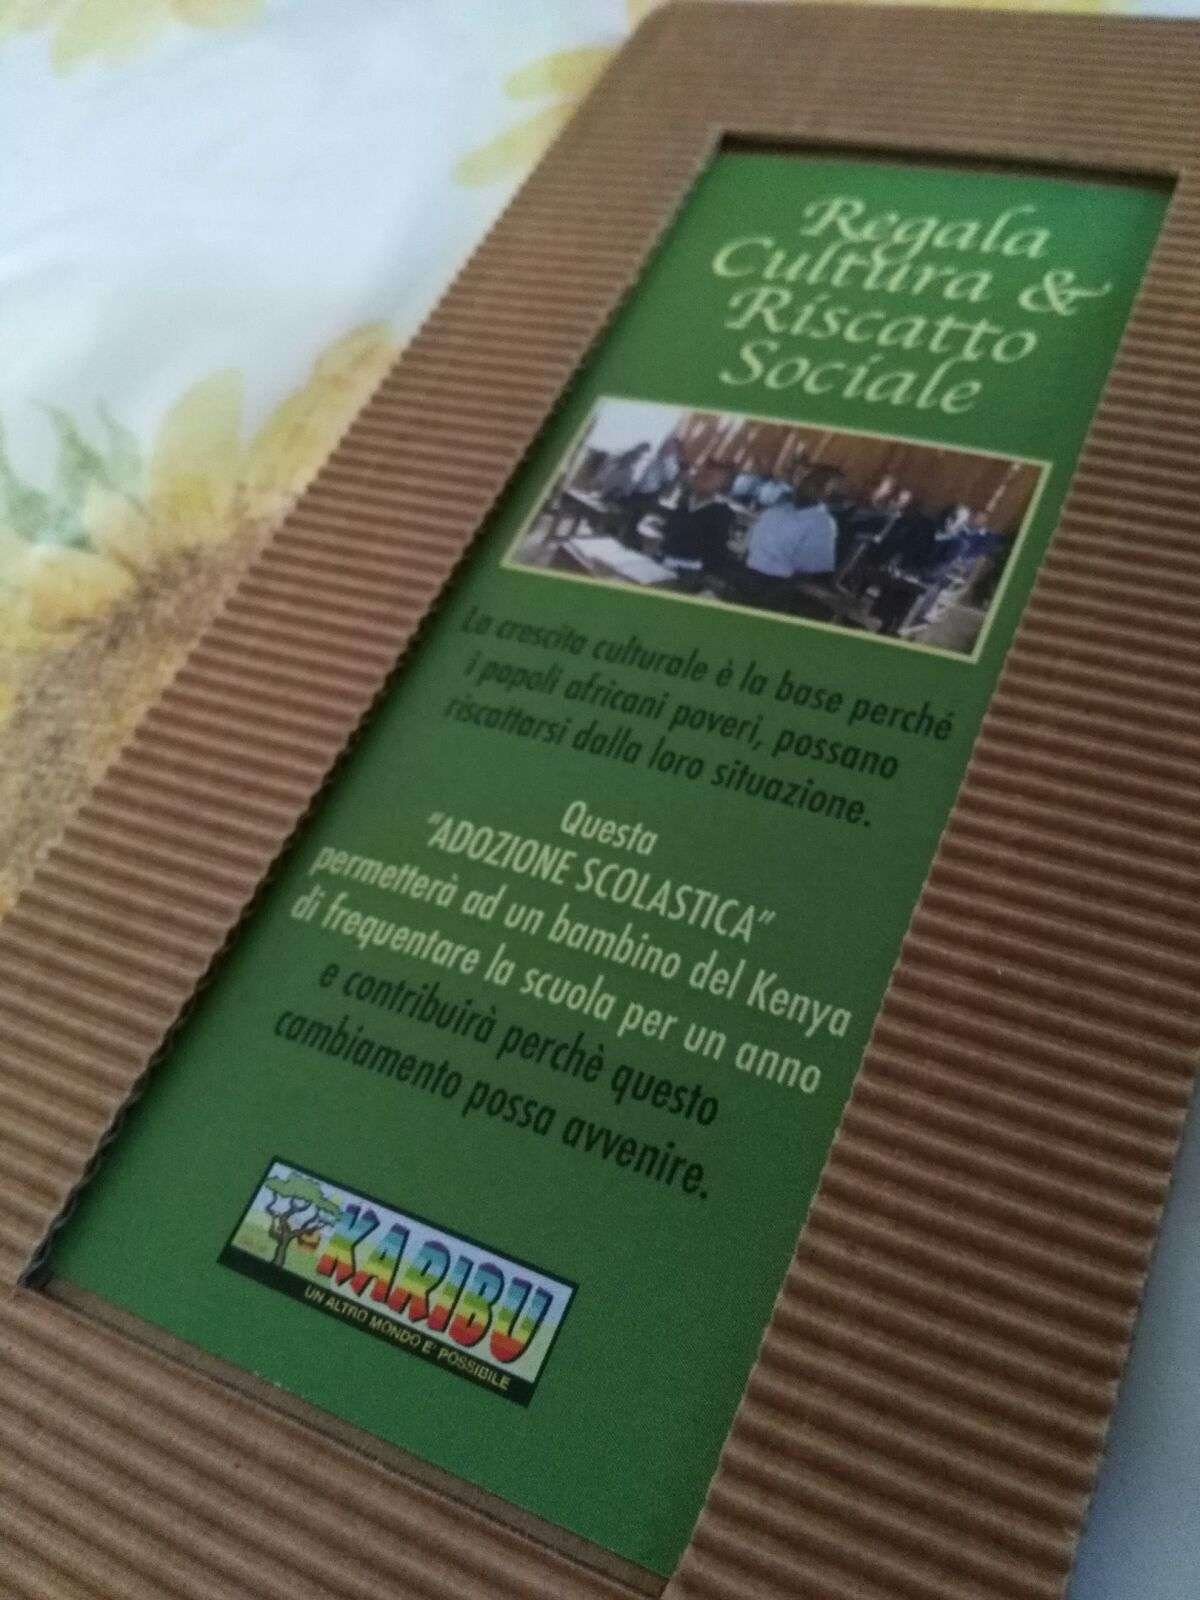 Regala
Cultura &
Riscatto
Sociale
La crescita culturale è la base perché
i popoli africani poveri, possano
riscattarsi dalla loro situazione.
Questa
"ADOZIONE SCOLASTICA"
permetterà ad un bambino del Kenya
di frequentare la scuola per un anno
e contribuirà perchè questo
cambiamento possa avvenire.
KARIBU
UN ALTRO MONDO E' POSSIBILE